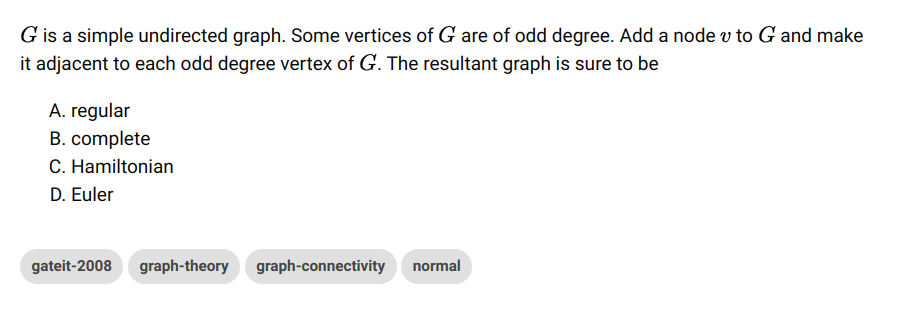 G is a simple undirected graph. Some vertices of G are of odd degree. Add a node v to G and make
it adjacent to each odd degree vertex of G. The resultant graph is sure to be
A. regular
B. complete
C. Hamiltonian
D. Euler
gateit-2008 graph-theory graph-connectivity normal